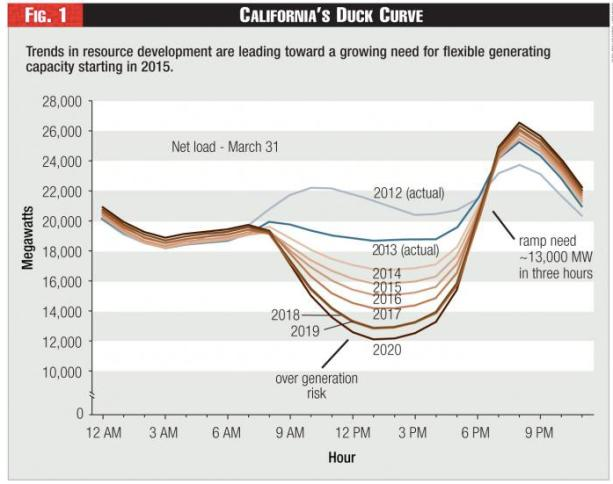 FIG. 1
CALIFORNIA'S DUCK CURVE
Trends in resource development are leading toward a growing need for flexible generating
capacity starting in 2015.
28,000
26,000
24,000
22,000
20,000
18,000
16,000
14,000
12,000
10,000
0
Megawatts
Net load - March 31
2012 (actual)
2013 (actual)
2014
2015
2016
2017
2018
2019
2020
ramp need
~13,000 MW
in three hours
over generation
risk
12 AM
3 AM
6 AM
9 AM
12 PM
3 PM
6 PM
9 PM
Hour